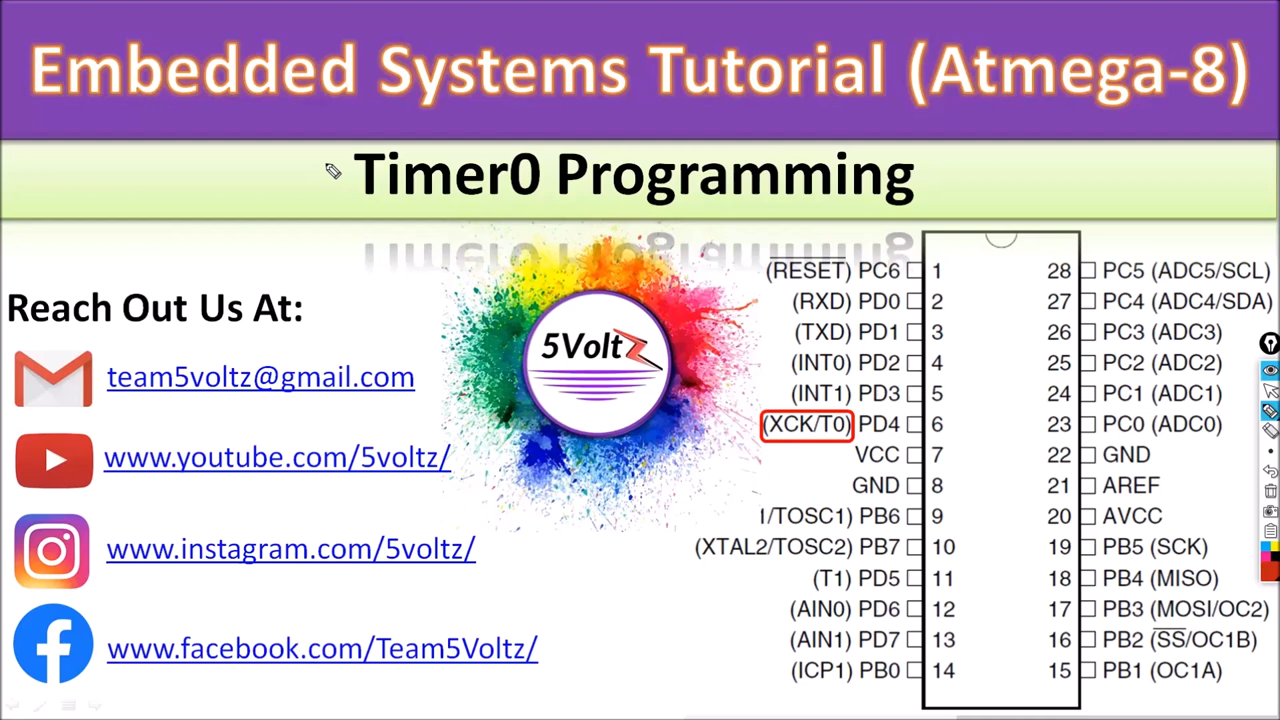 Embedded Systems Tutorial (Atmega-8)
Timer0 Programming
Reach Out Us At:
team5voltz@gmail.com
www.youtube.com/5voltz/
www.instagram.com/5voltz/
www.facebook.com/Team5Voltz/
5VoltZ
(RESET) PC6 1 28 PC5 (ADC5/SCL)
(RXD) PD0 2 27 PC4 (ADC4/SDA)
(TXD) PD1 3 26 PC3 (ADC3)
(INT0) PD2 4 25 PC2 (ADC2)
(INT1) PD3 5 24 PC1 (ADC1)
(XCK/T0) PD4 6 23 PC0 (ADC0)
VCC 7 22 GND
GND 8 21 AREF
1/TOSC1) PB6 9 20 AVCC
(XTAL2/TOSC2) PB7 10 19 PB5 (SCK)
(T1) PD5 11 18 PB4 (MISO)
(AIN0) PD6 12 17 PB3 (MOSI/OC2)
(AIN1) PD7 13 16 PB2 (SS/OC1B)
(ICP1) PB0 14 15 PB1 (OC1A)